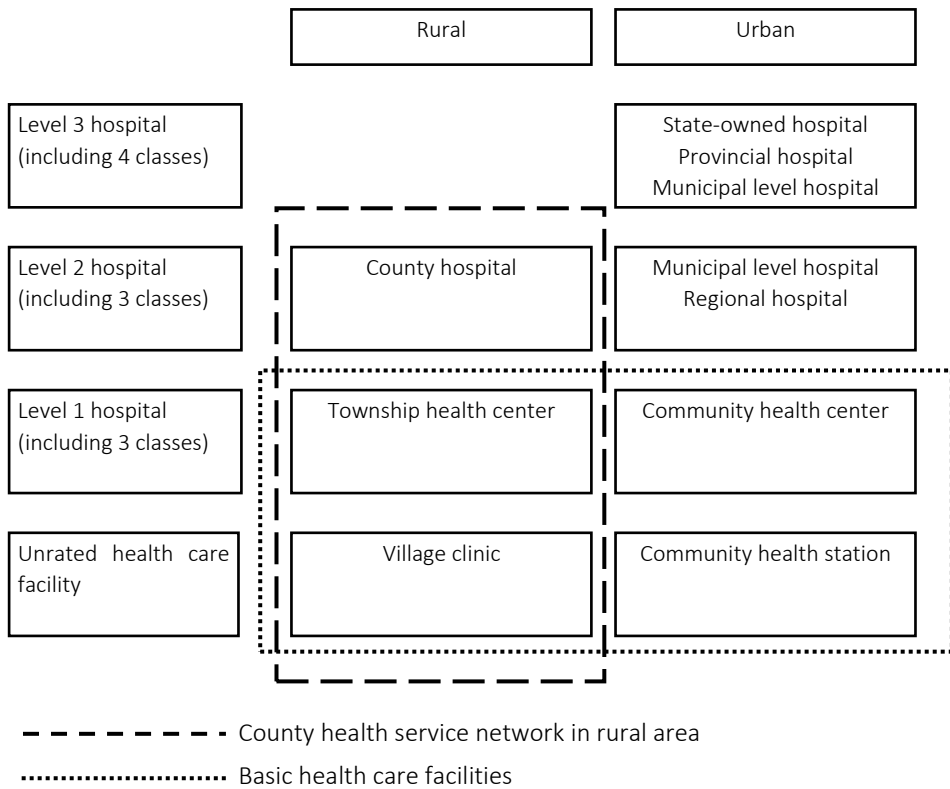 Rural
Urban
Level 3 hospital
(including 4 classes)
State-owned hospital
Provincial hospital
Municipal level hospital
Level 2 hospital
(including 3 classes)
County hospital
Municipal level hospital
Regional hospital
Level 1 hospital
(including 3 classes)
Township health center
Community health center
Unrated health care
facility
Village clinic
Community health station
County health service network in rural area
Basic health care facilities